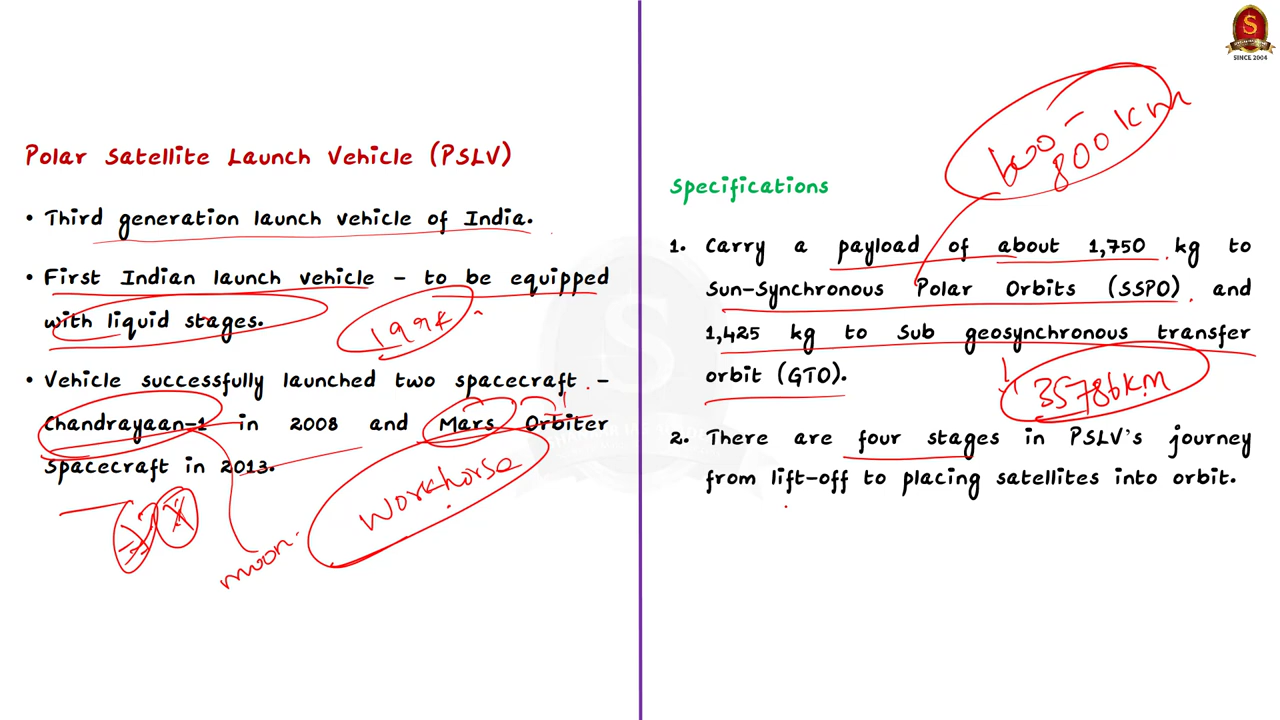 Polar Satellite Launch Vehicle (PSLV)
• Third generation launch vehicle of India.
• First Indian launch vehicle – to be equipped
with liquid stages.
1994
• Vehicle successfully launched two spacecraft –
Chandrayaan-1 in 2008 and Mars Orbiter
Spacecraft in 2013.
Workhorse
moon.
S
SINCE 2004
600 –
800 km
Specifications
1. Carry a payload of about 1,750 kg to
Sun-Synchronous Polar Orbits (SSPO) and
1,425 kg to Sub geosynchronous transfer
orbit (GTO).
35786km
2. There are four stages in PSLV's journey
from lift-off to placing satellites into orbit.